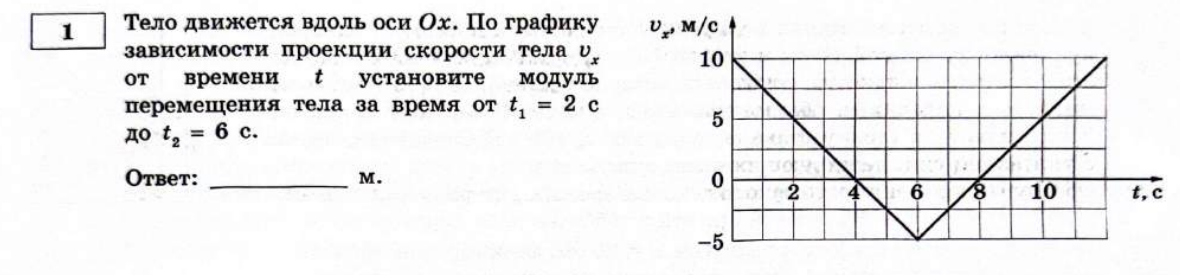 1
Тело движется вдоль оси Ox. По графику
зависимости проекции скорости тела υₓ
от времени t установите модуль
перемещения тела за время от t₁ = 2 с
до t₂ = 6 с.
Ответ: ____________ м.
υₓ, м/с
10
5
0
–5
2 4 6 8 10
t, с